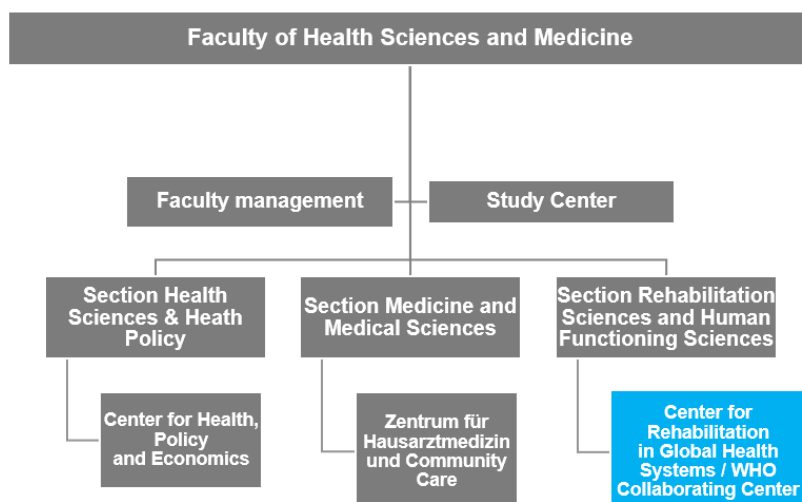 Faculty of Health Sciences and Medicine
Faculty management
Study Center
Section Health
Sciences & Heath
Policy
Section Medicine and
Medical Sciences
Section Rehabilitation
Sciences and Human
Functioning Sciences
Center for Health,
Policy
and Economics
Zentrum für
Hausarztmedizin
und Community
Care
Center for
Rehabilitation
in Global Health
Systems / WHO
Collaborating Center